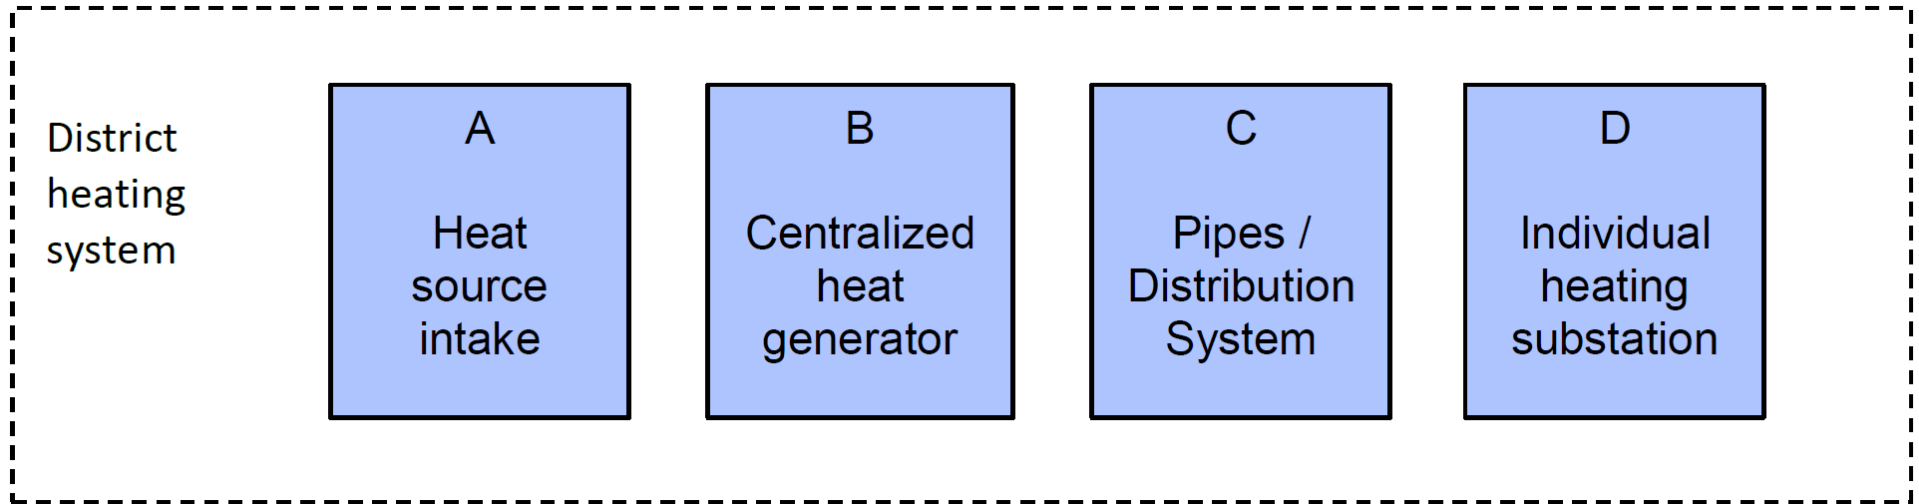 District
heating
system
A
Heat
source
intake
B
Centralized
heat
generator
C
Pipes /
Distribution
System
D
Individual
heating
substation